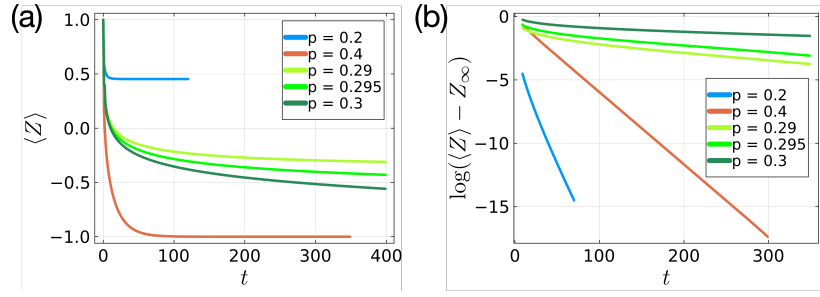 (a)
1.0
0.5
0.0
−0.5
−1.0
⟨Z⟩
0 100 200 300 400
t
p = 0.2
p = 0.4
p = 0.29
p = 0.295
p = 0.3
(b)
0
−5
−10
−15
log(⟨Z⟩ − Z∞)
100 200 300
t
p = 0.2
p = 0.4
p = 0.29
p = 0.295
p = 0.3